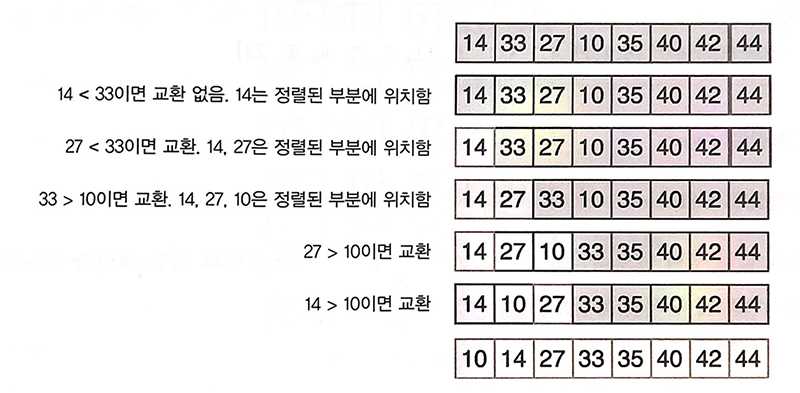 14 33 27 10 35 40 42 44
14 < 33이면 교환 없음. 14는 정렬된 부분에 위치함 14 33 27 10 35 40 42 44
27 < 33이면 교환. 14, 27은 정렬된 부분에 위치함 14 33 27 10 35 40 42 44
33 > 10이면 교환. 14, 27, 10은 정렬된 부분에 위치함 14 27 33 10 35 40 42 44
27 > 10이면 교환 14 27 10 33 35 40 42 44
14 > 10이면 교환 14 10 27 33 35 40 42 44
10 14 27 33 35 40 42 44